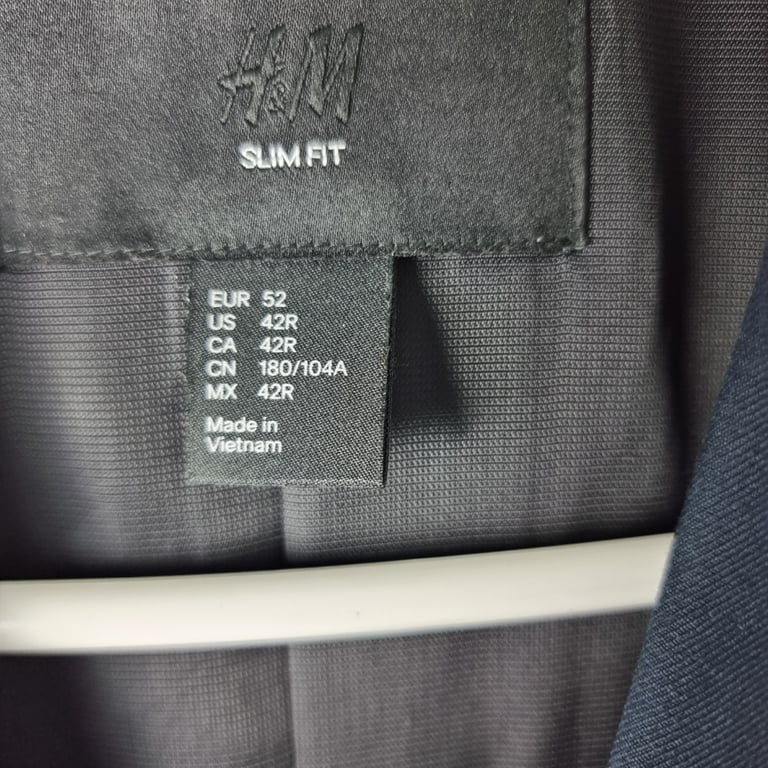 H&M
SLIM FIT
EUR 52
US 42R
CA 42R
CN 180/104A
MX 42R
Made in
Vietnam